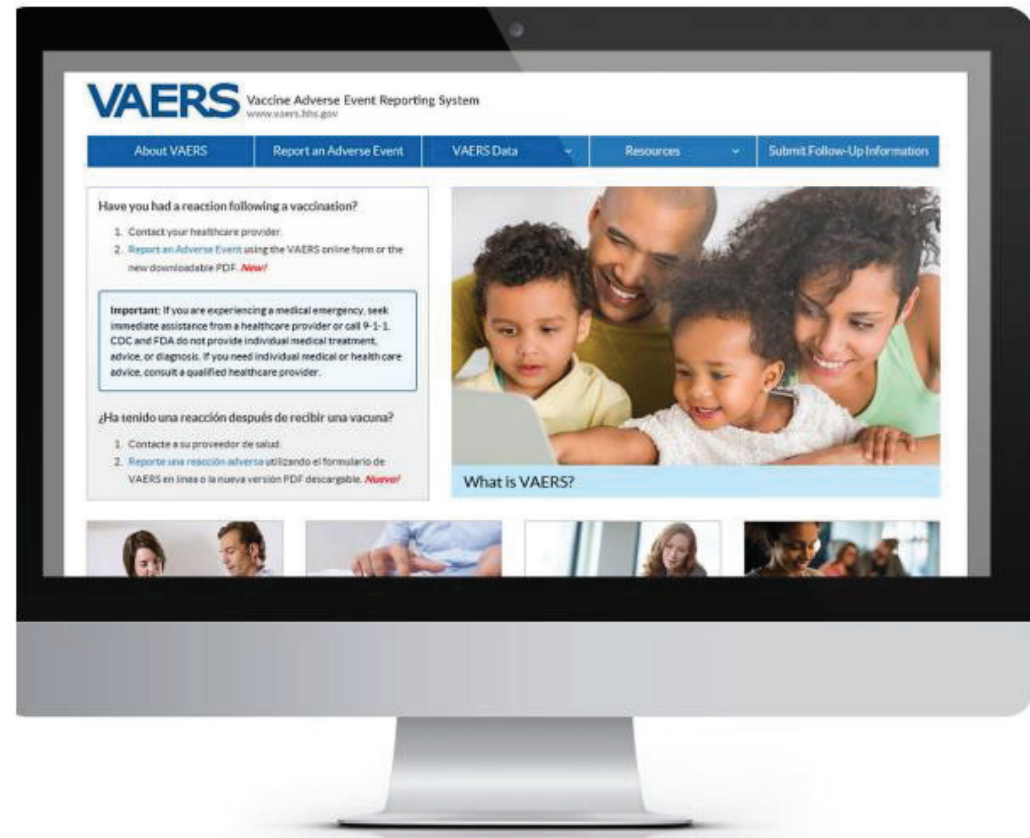 VAERS Vaccine Adverse Event Reporting System
www.vaers.hhs.gov
About VAERS Report an Adverse Event VAERS Data Resources Submit Follow-Up Information
Have you had a reaction following a vaccination?
1. Contact your healthcare provider.
2. Report an Adverse Event using the VAERS online form or the
new downloadable PDF. New!
Important: If you are experiencing a medical emergency, seek
immediate assistance from a healthcare provider or call 9-1-1.
CDC and FDA do not provide individual medical treatment,
advice, or diagnosis. If you need individual medical or health care
advice, consult a qualified healthcare provider.
¿Ha tenido una reacción después de recibir una vacuna?
1. Contacte a su proveedor de salud.
2. Reporte una reacción adversa utilizando el formulario de
VAERS en línea o la nueva versión PDF descargable. Nuevo!
What is VAERS?